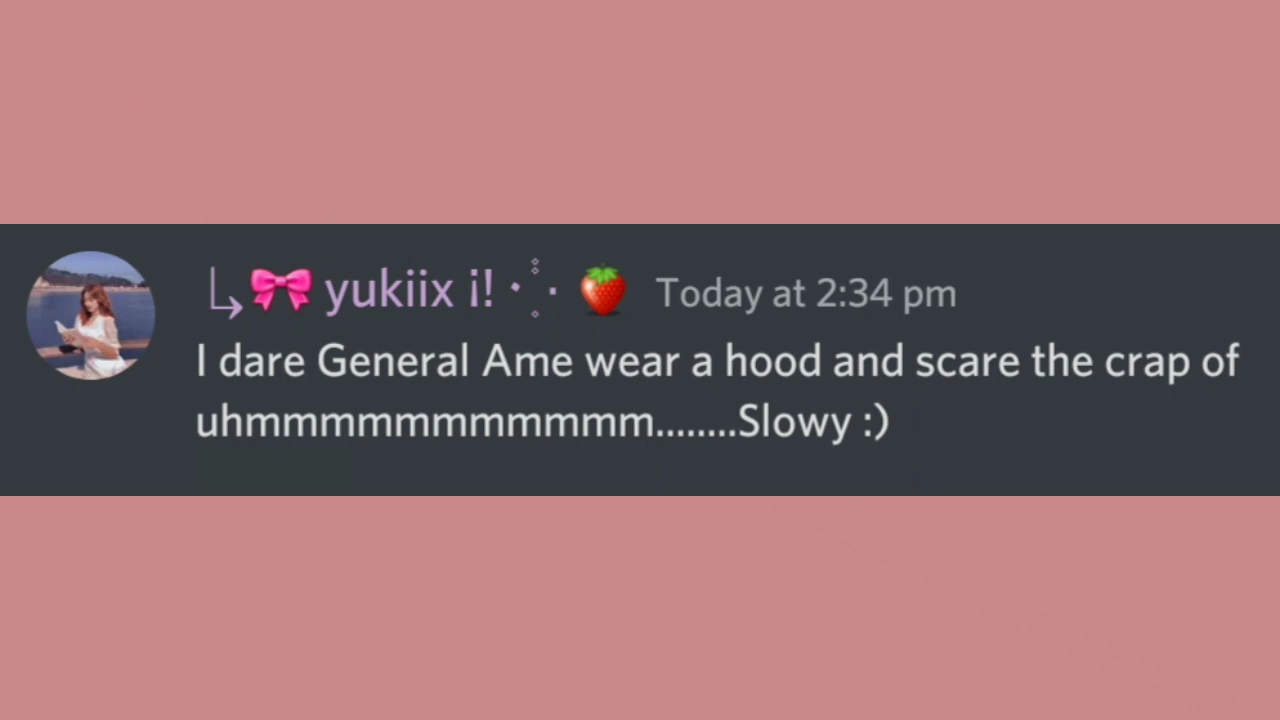 ↳🎀 yukiix ¡! ⋱⋰ 🍓 Today at 2:34 pm
I dare General Ame wear a hood and scare the crap of
uhmmmmmmmmmmm........Slowy :)